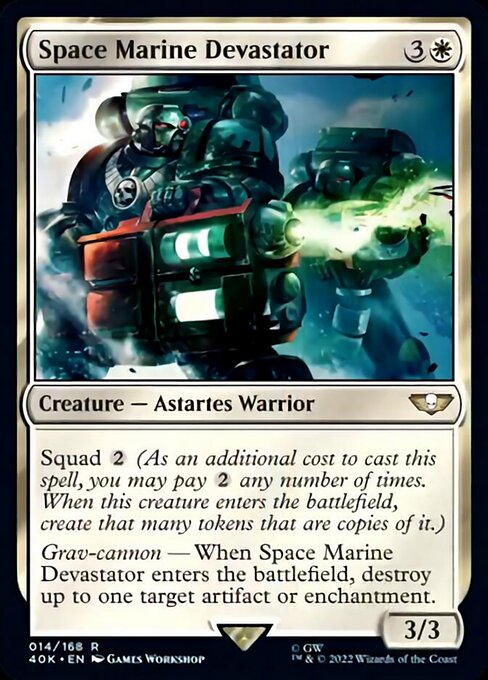 Space Marine Devastator 3
Creature — Astartes Warrior
Squad 2 (As an additional cost to cast this
spell, you may pay 2 any number of times.
When this creature enters the battlefield,
create that many tokens that are copies of it.)
Grav-cannon — When Space Marine
Devastator enters the battlefield, destroy
up to one target artifact or enchantment.
3/3
014/168 R
40K • EN Games Workshop
© GW
™ & © 2022 Wizards of the Coast